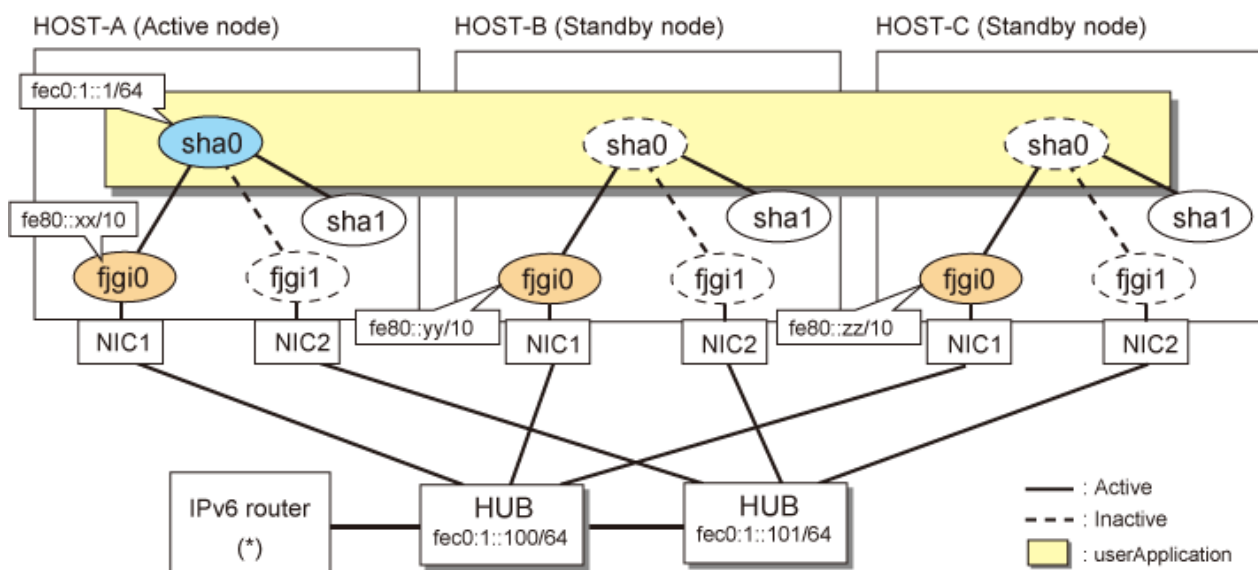 HOST-A (Active node)
HOST-B (Standby node)
HOST-C (Standby node)
fec0:1::1/64
sha0
sha0
sha0
sha1
sha1
sha1
fe80::xx/10
fjgi0
fjgi1
fjgi0
fjgi1
fjgi0
fjgi1
fe80::yy/10
fe80::zz/10
NIC1
NIC2
NIC1
NIC2
NIC1
NIC2
IPv6 router
(*)
HUB
fec0:1::100/64
HUB
fec0:1::101/64
: Active
: Inactive
: userApplication